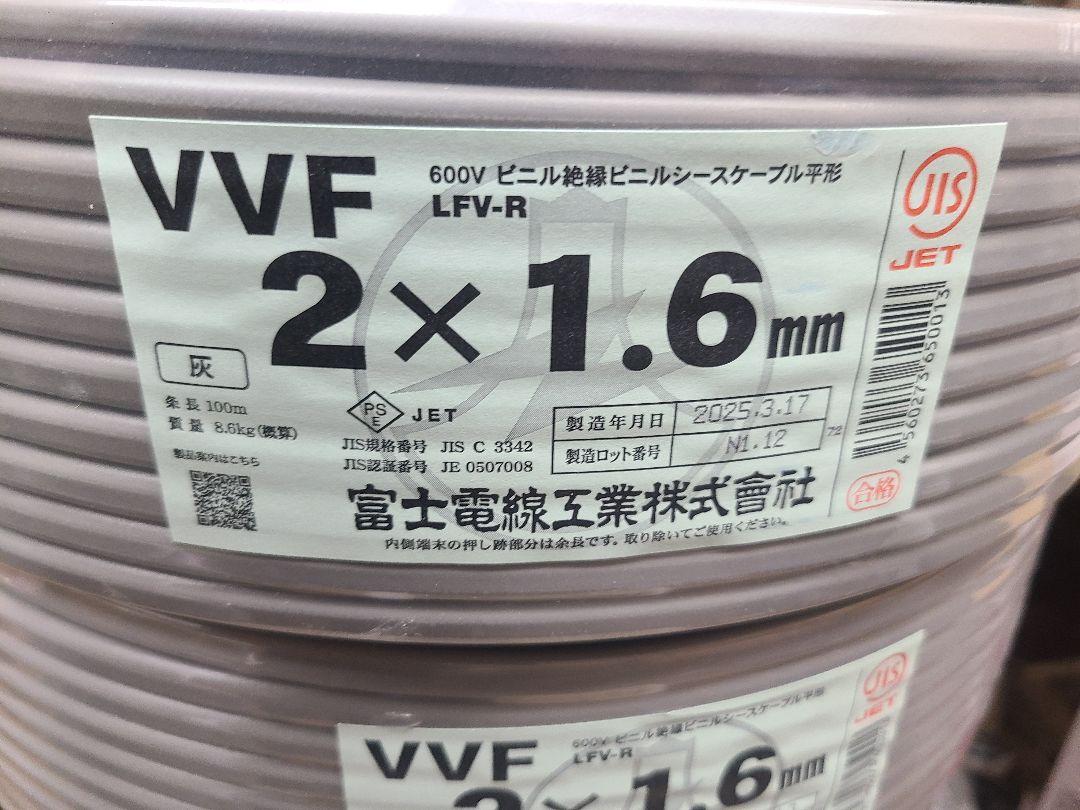 VVF
600V ビニル絶縁ビニルシースケーブル平形
LFV-R
2×1.6mm
灰
条長 100m
質量 8.6kg(概算)
製品案内はこちら
PS
E
JET
JIS規格番号 JIS C 3342
JIS認証番号 JE 0507008
製造年月日 2025.3.17
製造ロット番号 N1.12
72
富士電線工業株式會社
内側端末の押し跡部分は余長です。取り除いてご使用ください。
JIS
JET
4560273650013
合格
VVF
600V ビニル絶縁ビニルシースケーブル平形
LFV-R
2×1.6mm
JIS
JET